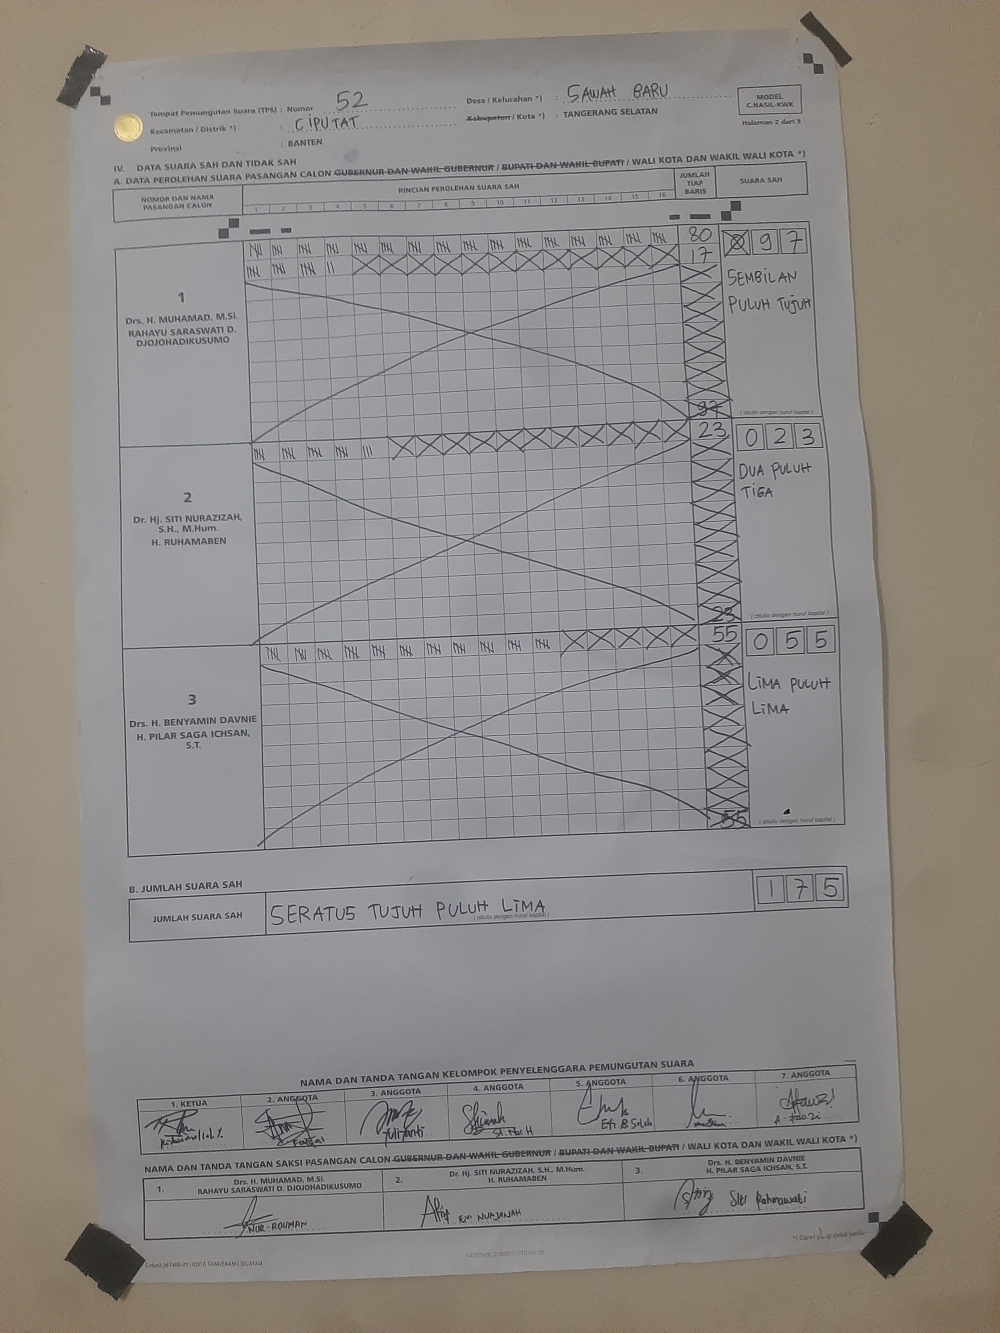 Tempat Pemungutan Suara (TPS) : Nomor 52 Desa / Kelurahan *) : SAWAH BARU
Kecamatan / Distrik *) : CIPUTAT Kabupaten / Kota *) : TANGERANG SELATAN
Provinsi : BANTEN
MODEL
C.HASIL-KWK
Halaman 2 dari 3
IV. DATA SUARA SAH DAN TIDAK SAH
A. DATA PEROLEHAN SUARA PASANGAN CALON GUBERNUR DAN WAKIL GUBERNUR / BUPATI DAN WAKIL BUPATI / WALI KOTA DAN WAKIL WALI KOTA *)
NOMOR DAN NAMA
PASANGAN CALON
RINCIAN PEROLEHAN SUARA SAH
1 2 3 4 5 6 7 8 9 10 11 12 13 14 15 16
JUMLAH
TIAP
BARIS
SUARA SAH
1
Drs. H. MUHAMAD, M.Si.
RAHAYU SARASWATI D.
DJOJOHADIKUSUMO
80
17
97
0 9 7
SEMBILAN
PULUH TUJUH
( ditulis dengan huruf kapital )
2
Dr. Hj. SITI NURAZIZAH,
S.H., M.Hum.
H. RUHAMABEN
23
23
0 2 3
DUA PULUH
TIGA
( ditulis dengan huruf kapital )
3
Drs. H. BENYAMIN DAVNIE
H. PILAR SAGA ICHSAN,
S.T.
55
55
0 5 5
LIMA PULUH
LIMA
( ditulis dengan huruf kapital )
B. JUMLAH SUARA SAH
JUMLAH SUARA SAH
SERATUS TUJUH PULUH LIMA
( ditulis dengan huruf kapital )
1 7 5
NAMA DAN TANDA TANGAN KELOMPOK PENYELENGGARA PEMUNGUTAN SUARA
1. KETUA 2. ANGGOTA 3. ANGGOTA 4. ANGGOTA 5. ANGGOTA 6. ANGGOTA 7. ANGGOTA
Yuliyanti St. Nur H Eti B Solek A. Fauzi
NAMA DAN TANDA TANGAN SAKSI PASANGAN CALON GUBERNUR DAN WAKIL GUBERNUR / BUPATI DAN WAKIL BUPATI / WALI KOTA DAN WAKIL WALI KOTA *)
1. Drs. H. MUHAMAD, M.Si.
RAHAYU SARASWATI D. DJOJOHADIKUSUMO
2. Dr. Hj. SITI NURAZIZAH, S.H., M.Hum.
H. RUHAMABEN
3. Drs. H. BENYAMIN DAVNIE
H. PILAR SAGA ICHSAN, S.T.
NUR-ROHMAN
NURJANAH
Siti Rahmawati
*) Coret yang tidak perlu
KOTA TANGERANG SELATAN